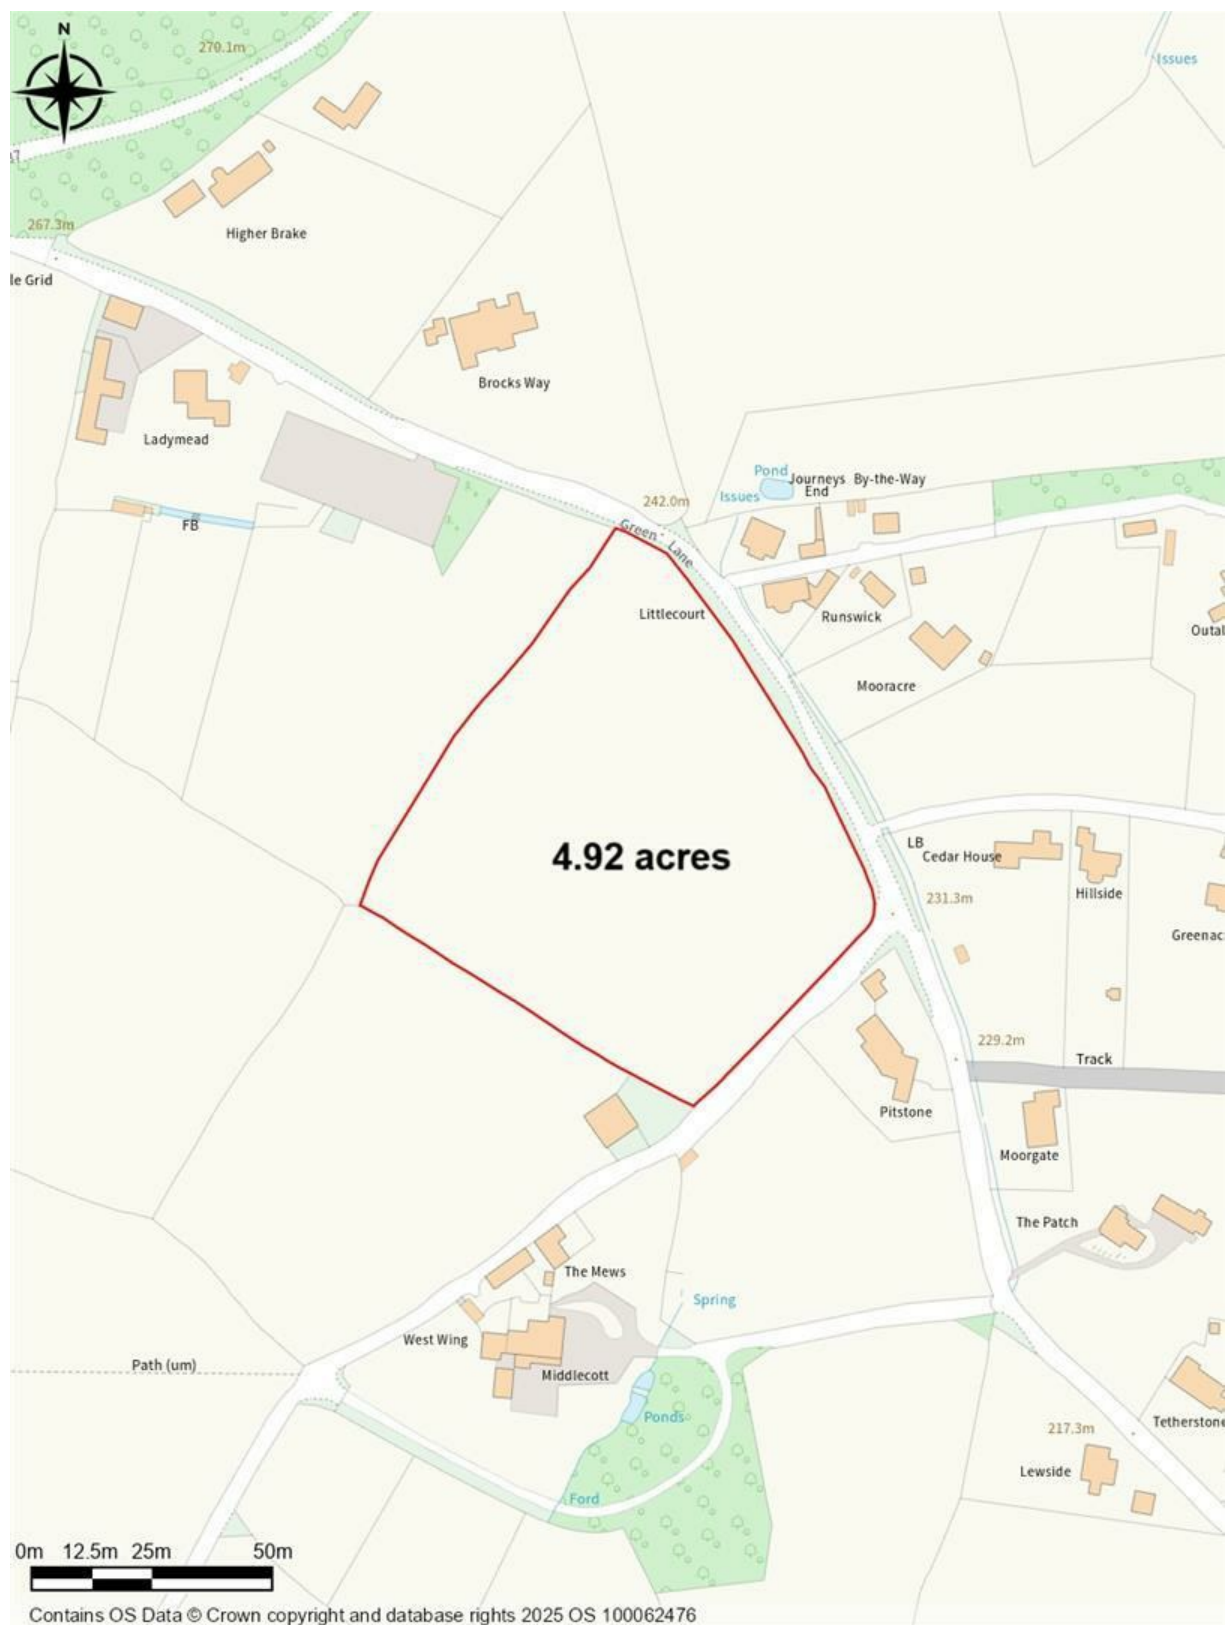 N
270.1m
Issues
267.3m
Higher Brake
le Grid
Brocks Way
Ladymead
FB
Pond
Journeys
End
By-the-Way
Issues
242.0m
Green Lane
Littlecourt
Runswick
Outal
Mooracre
LB
Cedar House
4.92 acres
231.3m
Hillside
Greenac
229.2m
Track
Pitstone
Moorgate
The Patch
The Mews
Spring
West Wing
Path (um)
Middlecott
Ponds
217.3m
Tetherstone
Lewside
Ford
0m 12.5m 25m 50m
Contains OS Data © Crown copyright and database rights 2025 OS 100062476